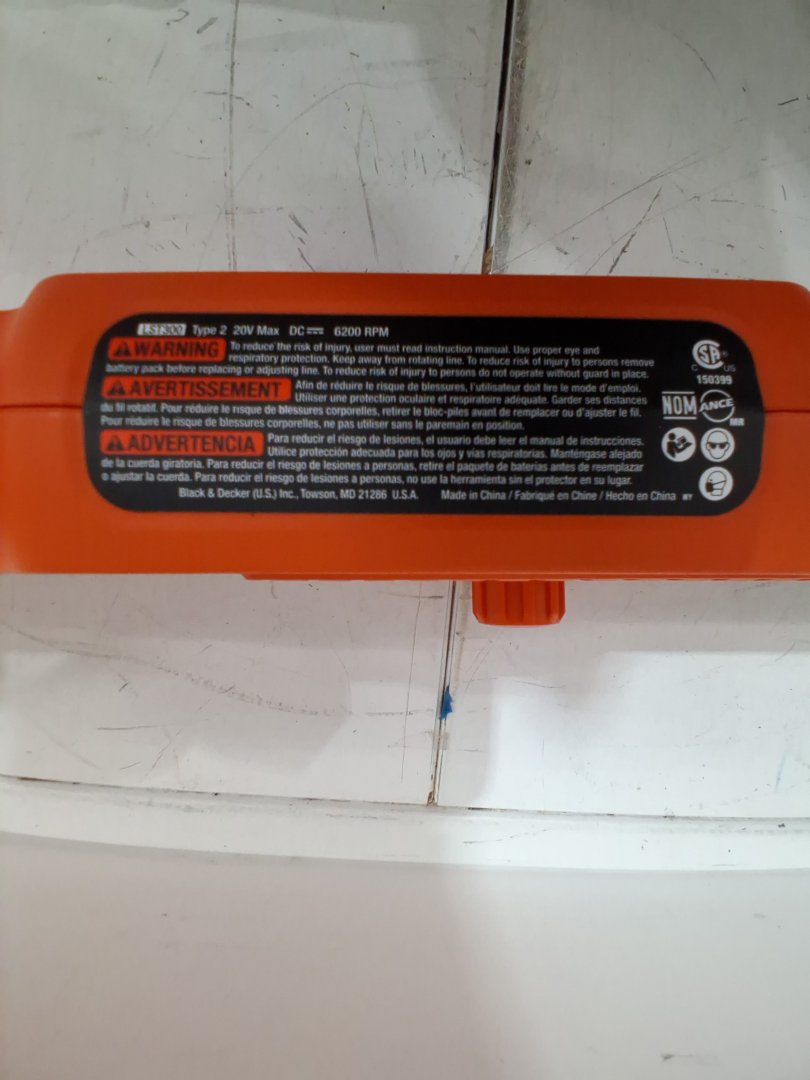 LST300 Type 2 20V Max DC 6200 RPM
WARNING To reduce the risk of injury, user must read instruction manual. Use proper eye and
respiratory protection. Keep away from rotating line. To reduce risk of injury to persons remove
battery pack before replacing or adjusting line. To reduce risk of injury to persons do not operate without guard in place.
AVERTISSEMENT Afin de réduire le risque de blessures, l'utilisateur doit lire le mode d'emploi.
Utiliser une protection oculaire et respiratoire adéquate. Garder ses distances
du fil rotatif. Pour réduire le risque de blessures corporelles, retirer le bloc-piles avant de remplacer ou d'ajuster le fil.
Pour réduire le risque de blessures corporelles, ne pas utiliser sans le paremain en position.
ADVERTENCIA Para reducir el riesgo de lesiones, el usuario debe leer el manual de instrucciones.
Utilice protección adecuada para los ojos y vías respiratorias. Manténgase alejado
de la cuerda giratoria. Para reducir el riesgo de lesiones a personas, retire el paquete de baterías antes de reemplazar
o ajustar la cuerda. Para reducir el riesgo de lesiones a personas, no use la herramienta sin el protector en su lugar.
Black & Decker (U.S.) Inc., Towson, MD 21286 U.S.A. Made in China / Fabriqué en Chine / Hecho en China MY
SA ®
C US
150399
NOM ANCE
MR